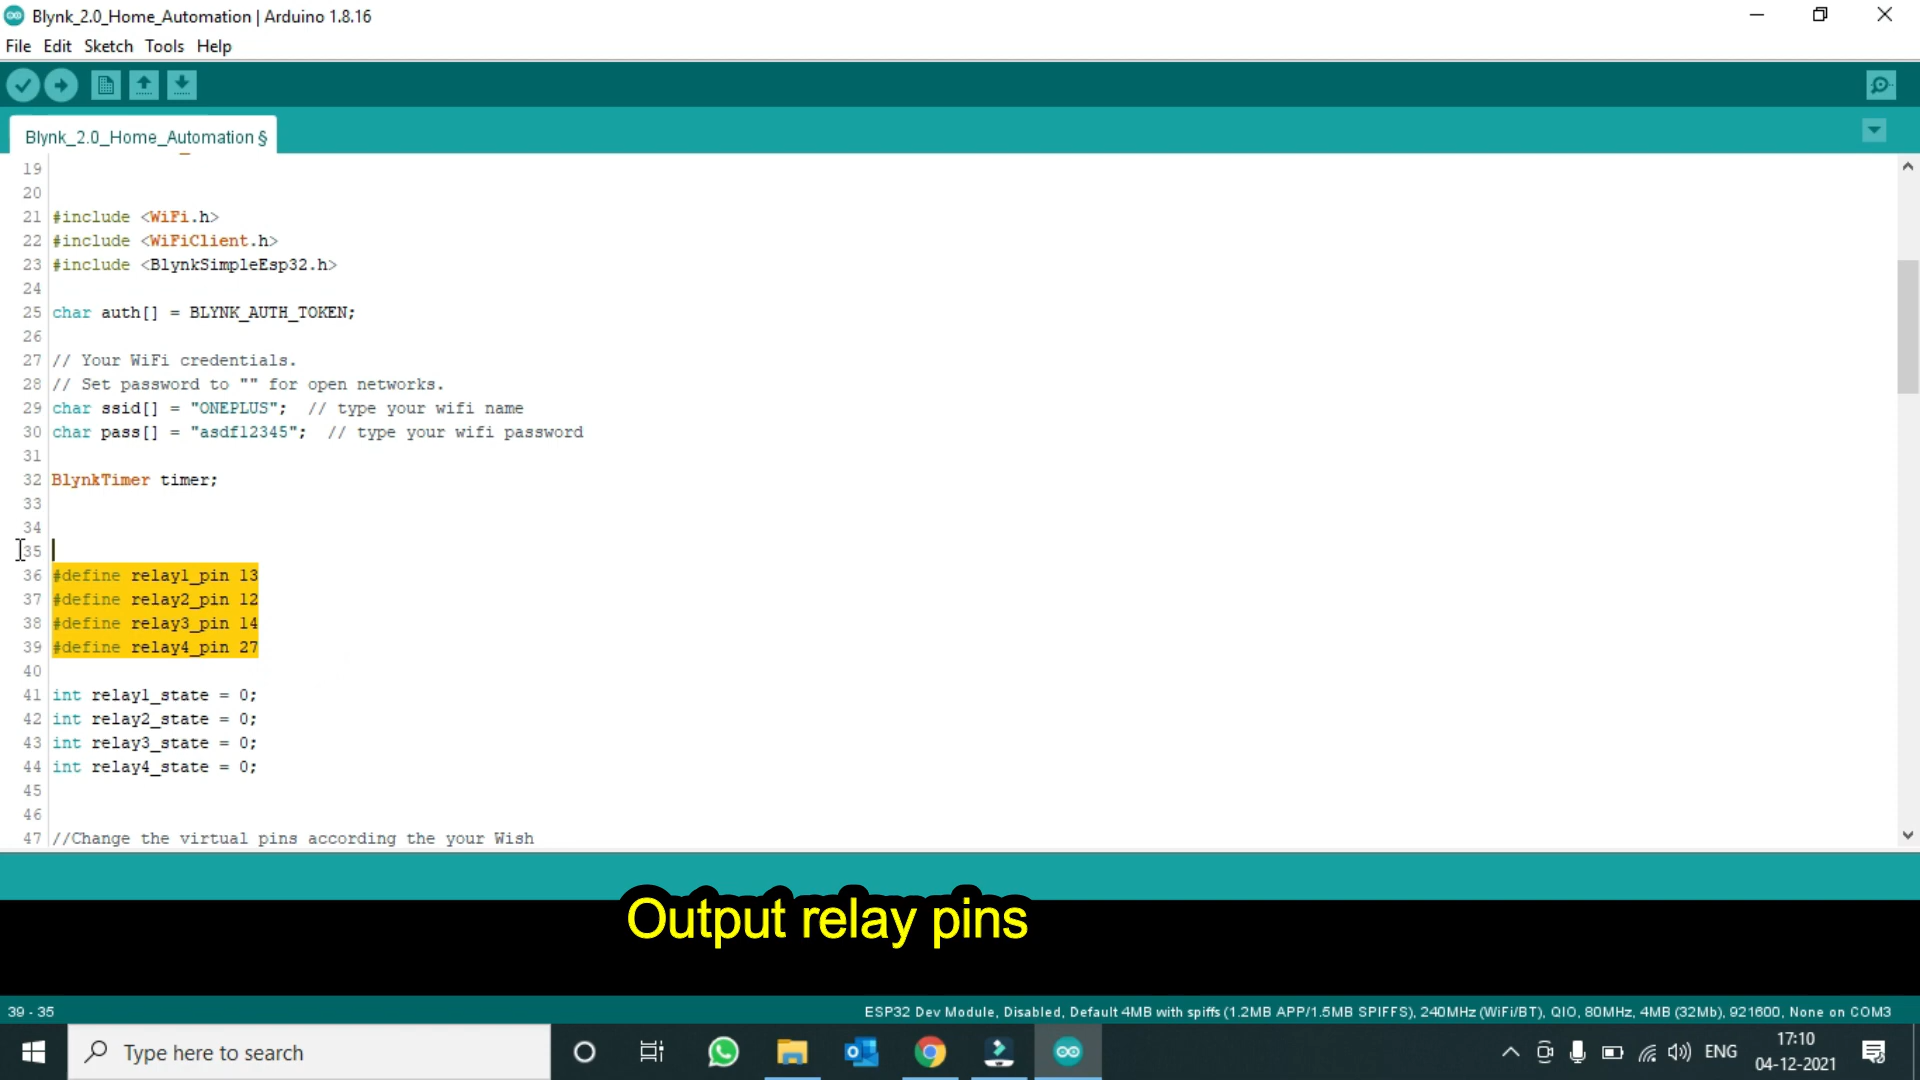 Blynk_2.0_Home_Automation | Arduino 1.8.16
File Edit Sketch Tools Help
Blynk_2.0_Home_Automation §
19
20
21 #include <WiFi.h>
22 #include <WiFiClient.h>
23 #include <BlynkSimpleEsp32.h>
24
25 char auth[] = BLYNK_AUTH_TOKEN;
26
27 // Your WiFi credentials.
28 // Set password to "" for open networks.
29 char ssid[] = "ONEPLUS"; // type your wifi name
30 char pass[] = "asdf12345"; // type your wifi password
31
32 BlynkTimer timer;
33
34
35
36 #define relay1_pin 13
37 #define relay2_pin 12
38 #define relay3_pin 14
39 #define relay4_pin 27
40
41 int relay1_state = 0;
42 int relay2_state = 0;
43 int relay3_state = 0;
44 int relay4_state = 0;
45
46
47 //Change the virtual pins according the your Wish
Output relay pins
39 - 35 ESP32 Dev Module, Disabled, Default 4MB with spiffs (1.2MB APP/1.5MB SPIFFS), 240MHz (WiFi/BT), QIO, 80MHz, 4MB (32Mb), 921600, None on COM3
Type here to search
ENG
17:10
04-12-2021